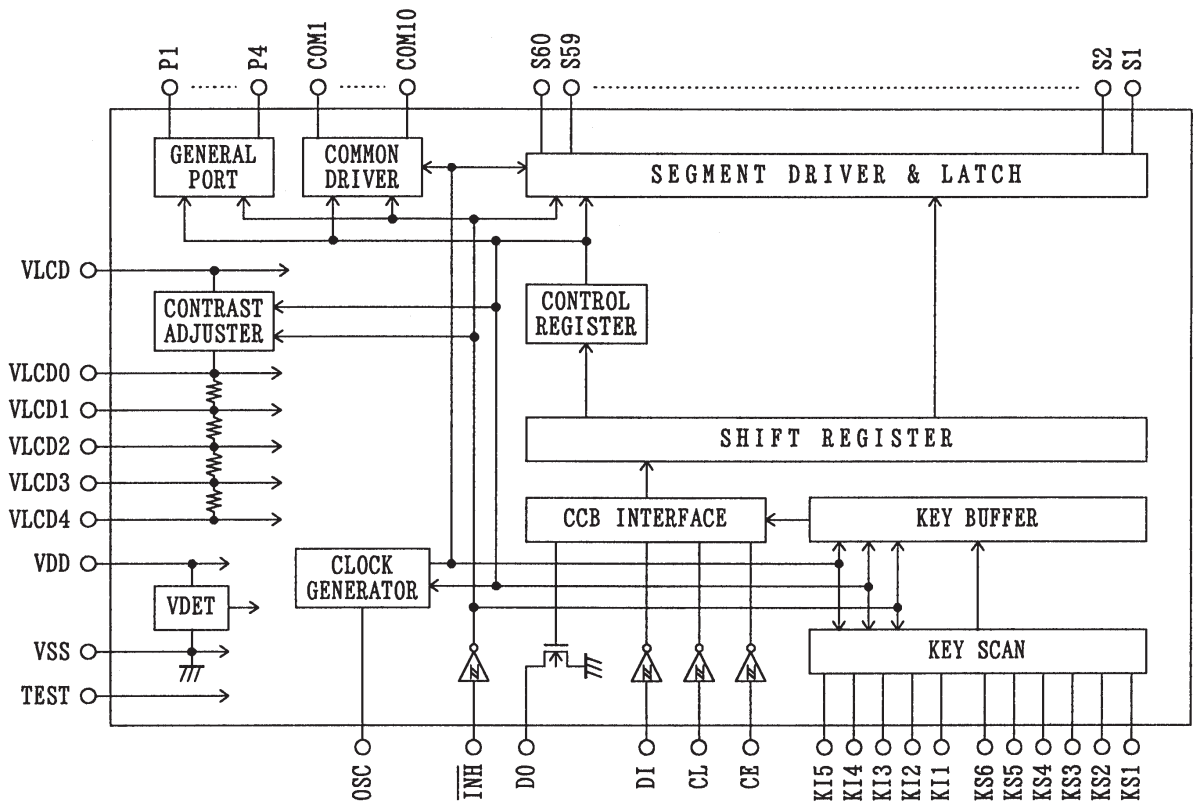 P1
P4
COM1
COM10
S60
S59
S2
S1
GENERAL
PORT
COMMON
DRIVER
SEGMENT DRIVER & LATCH
VLCD
CONTRAST
ADJUSTER
CONTROL
REGISTER
VLCD0
VLCD1
VLCD2
VLCD3
VLCD4
SHIFT REGISTER
CCB INTERFACE
KEY BUFFER
VDD
CLOCK
GENERATOR
VDET
VSS
KEY SCAN
TEST
OSC
INH
DO
DI
CL
CE
KI5
KI4
KI3
KI2
KI1
KS6
KS5
KS4
KS3
KS2
KS1